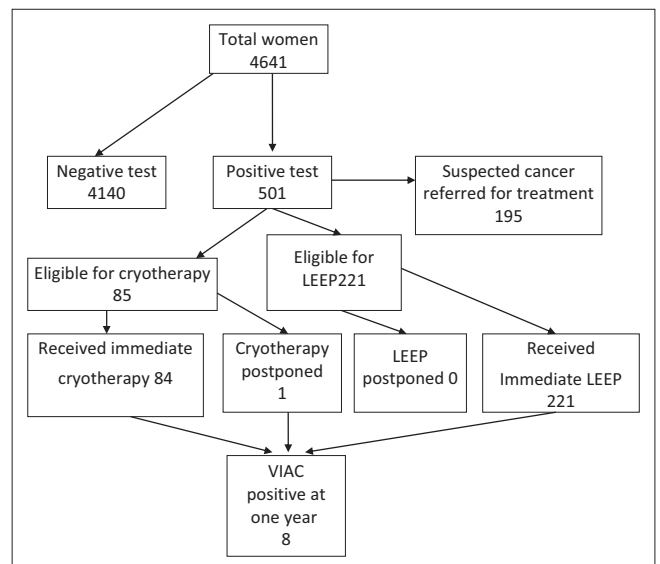 Total women
4641
Negative test
4140
Positive test
501
Suspected cancer
referred for treatment
195
Eligible for cryotherapy
85
Eligible for
LEEP221
Received immediate
cryotherapy 84
Cryotherapy
postponed
1
LEEP
postponed 0
Received
Immediate LEEP
221
VIAC
positive at
one year
8